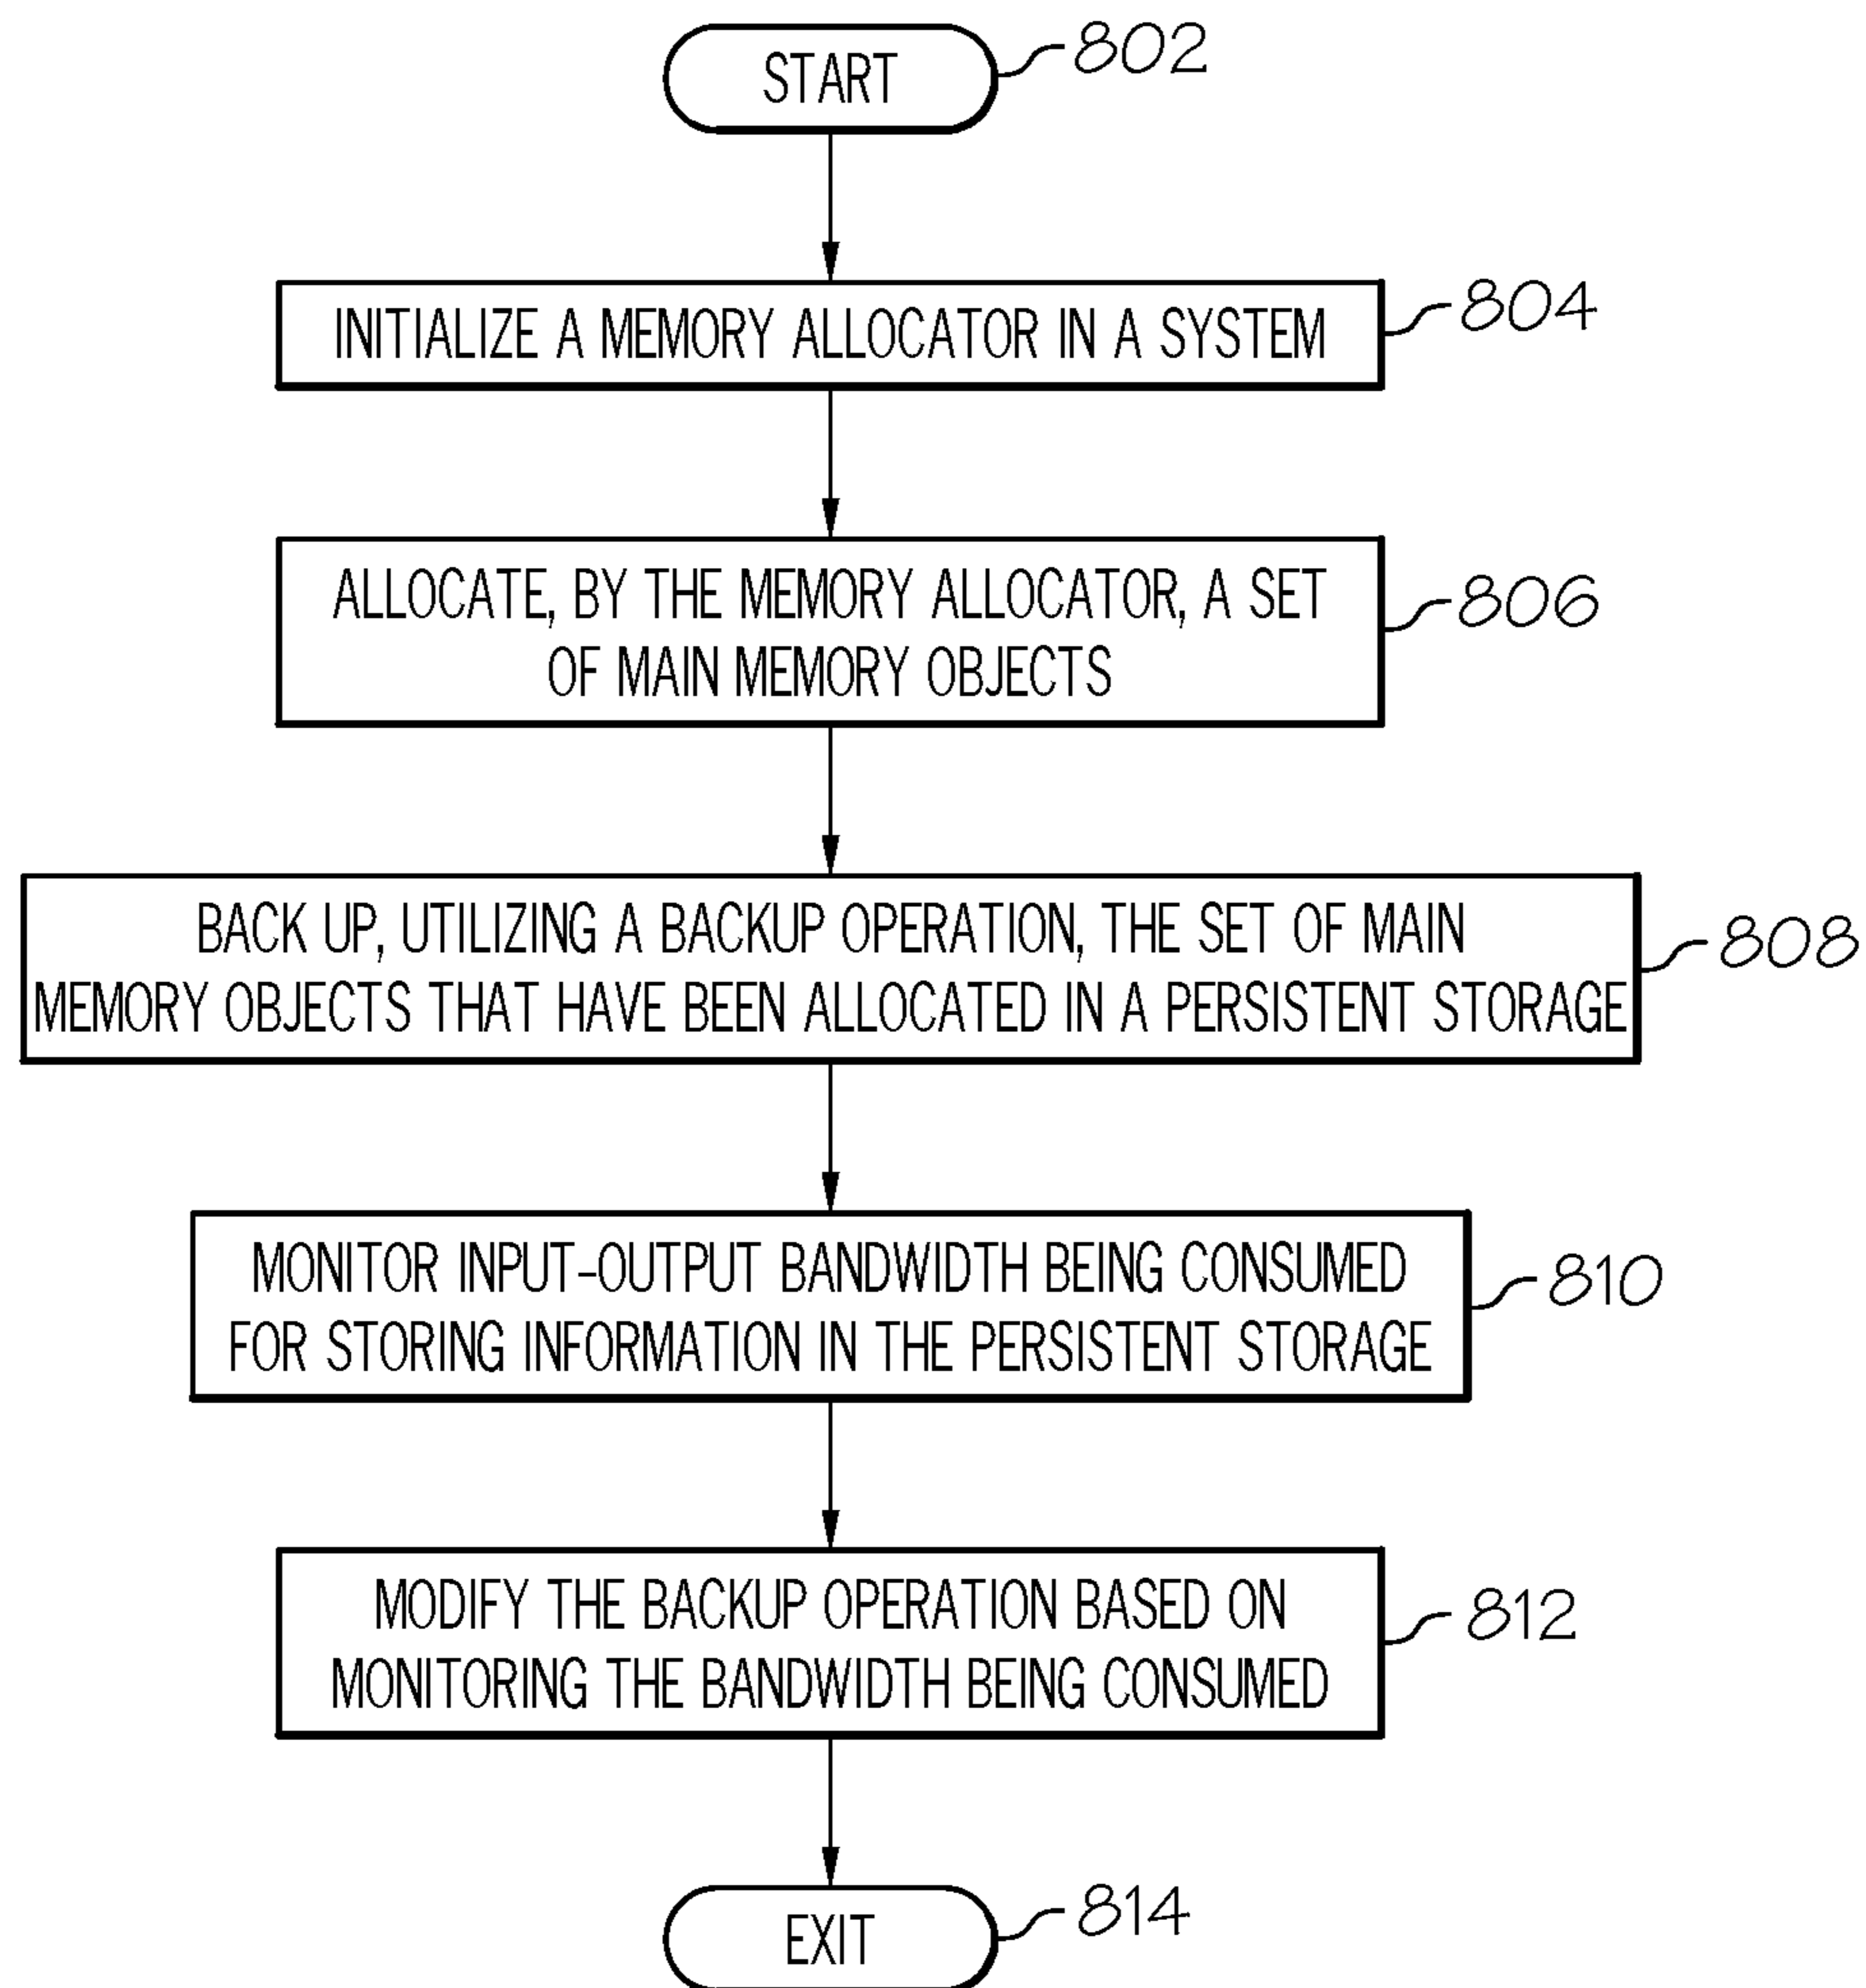 START
802
INITIALIZE A MEMORY ALLOCATOR IN A SYSTEM
804
ALLOCATE, BY THE MEMORY ALLOCATOR, A SET
OF MAIN MEMORY OBJECTS
806
BACK UP, UTILIZING A BACKUP OPERATION, THE SET OF MAIN
MEMORY OBJECTS THAT HAVE BEEN ALLOCATED IN A PERSISTENT STORAGE
808
MONITOR INPUT-OUTPUT BANDWIDTH BEING CONSUMED
FOR STORING INFORMATION IN THE PERSISTENT STORAGE
810
MODIFY THE BACKUP OPERATION BASED ON
MONITORING THE BANDWIDTH BEING CONSUMED
812
EXIT
814